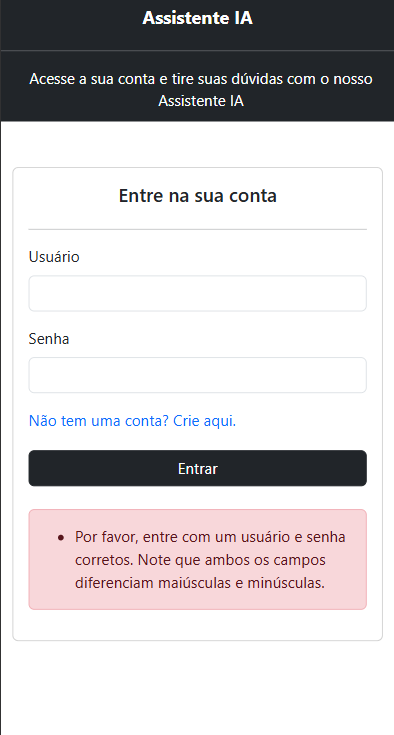 Assistente IA
Acesse a sua conta e tire suas dúvidas com o nosso
Assistente IA
Entre na sua conta
Usuário
Senha
Não tem uma conta? Crie aqui.
Entrar
• Por favor, entre com um usuário e senha
corretos. Note que ambos os campos
diferenciam maiúsculas e minúsculas.